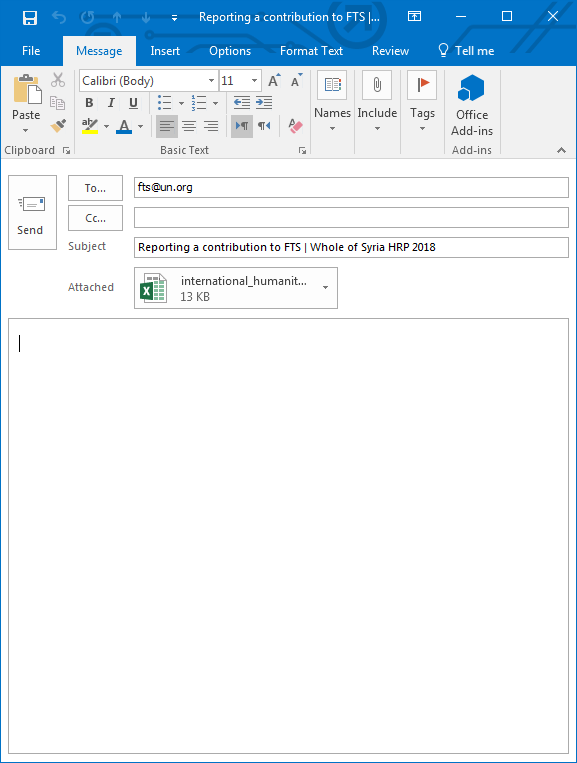 Reporting a contribution to FTS |...
File Message Insert Options Format Text Review Tell me
Calibri (Body) 11 A A
B I U
ab A
Paste
Names Include Tags Office Add-ins
Clipboard Basic Text Add-ins
To... fts@un.org
Cc...
Send
Subject Reporting a contribution to FTS | Whole of Syria HRP 2018
Attached international_humanit...
13 KB